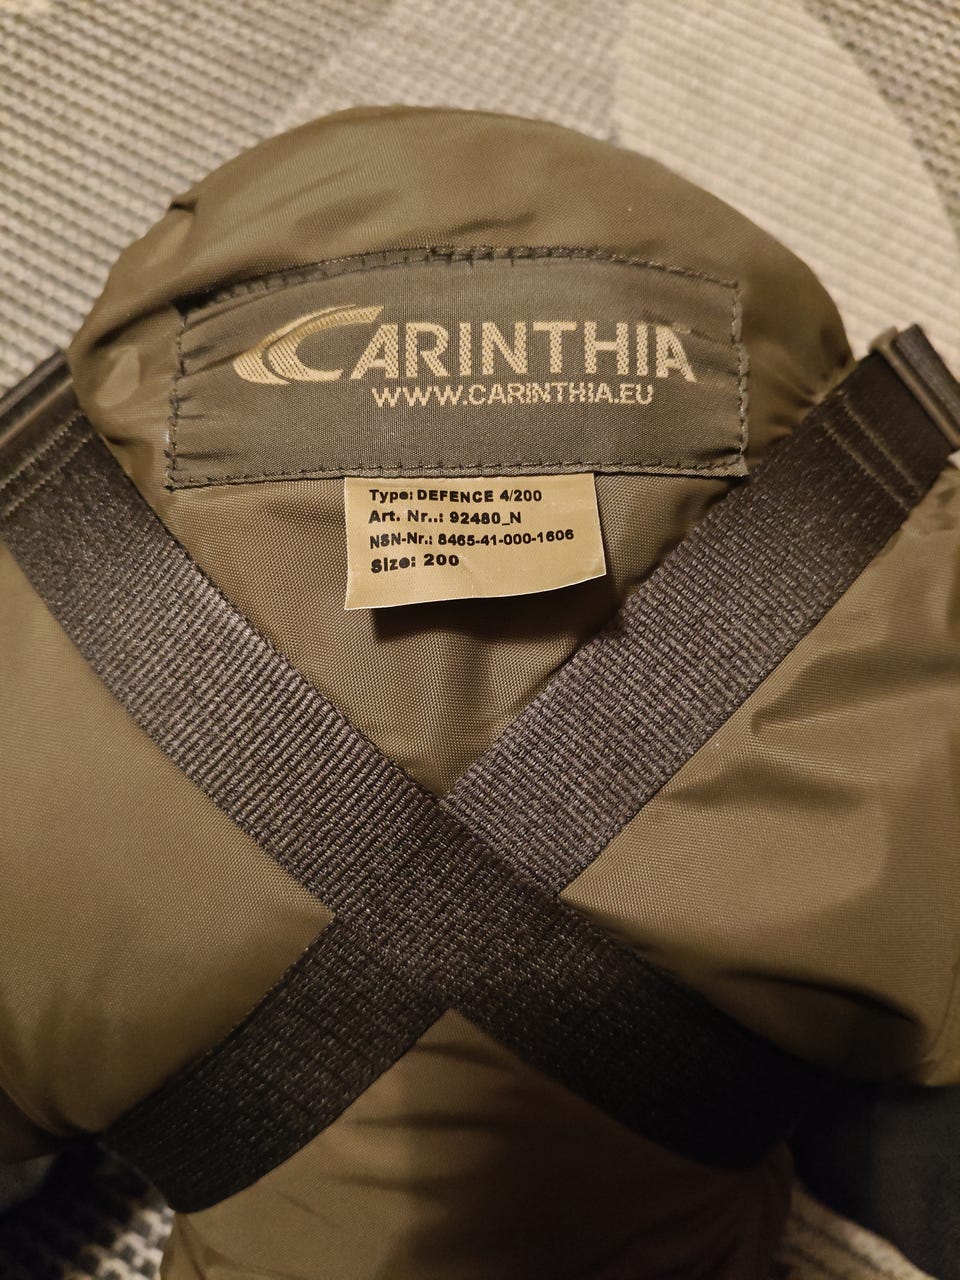 CARINTHIA
WWW.CARINTHIA.EU
Type: DEFENCE 4/200
Art. Nr..: 92480_N
NSN-Nr.: 8465-41-000-1606
Size: 200